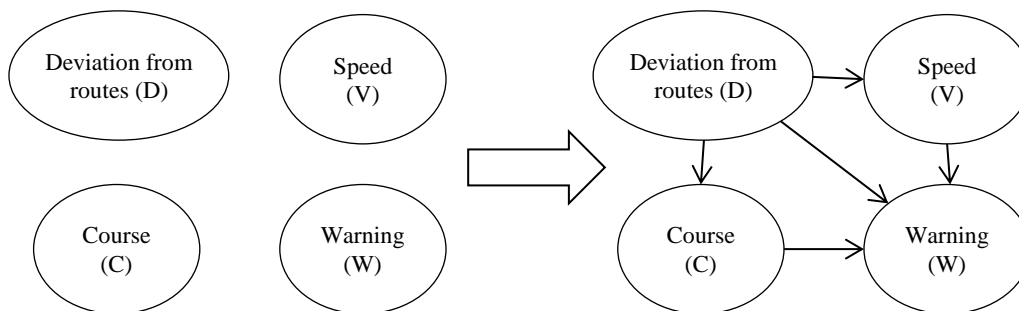 Deviation from
routes (D)
Speed
(V)
Course
(C)
Warning
(W)
Deviation from
routes (D)
Speed
(V)
Course
(C)
Warning
(W)